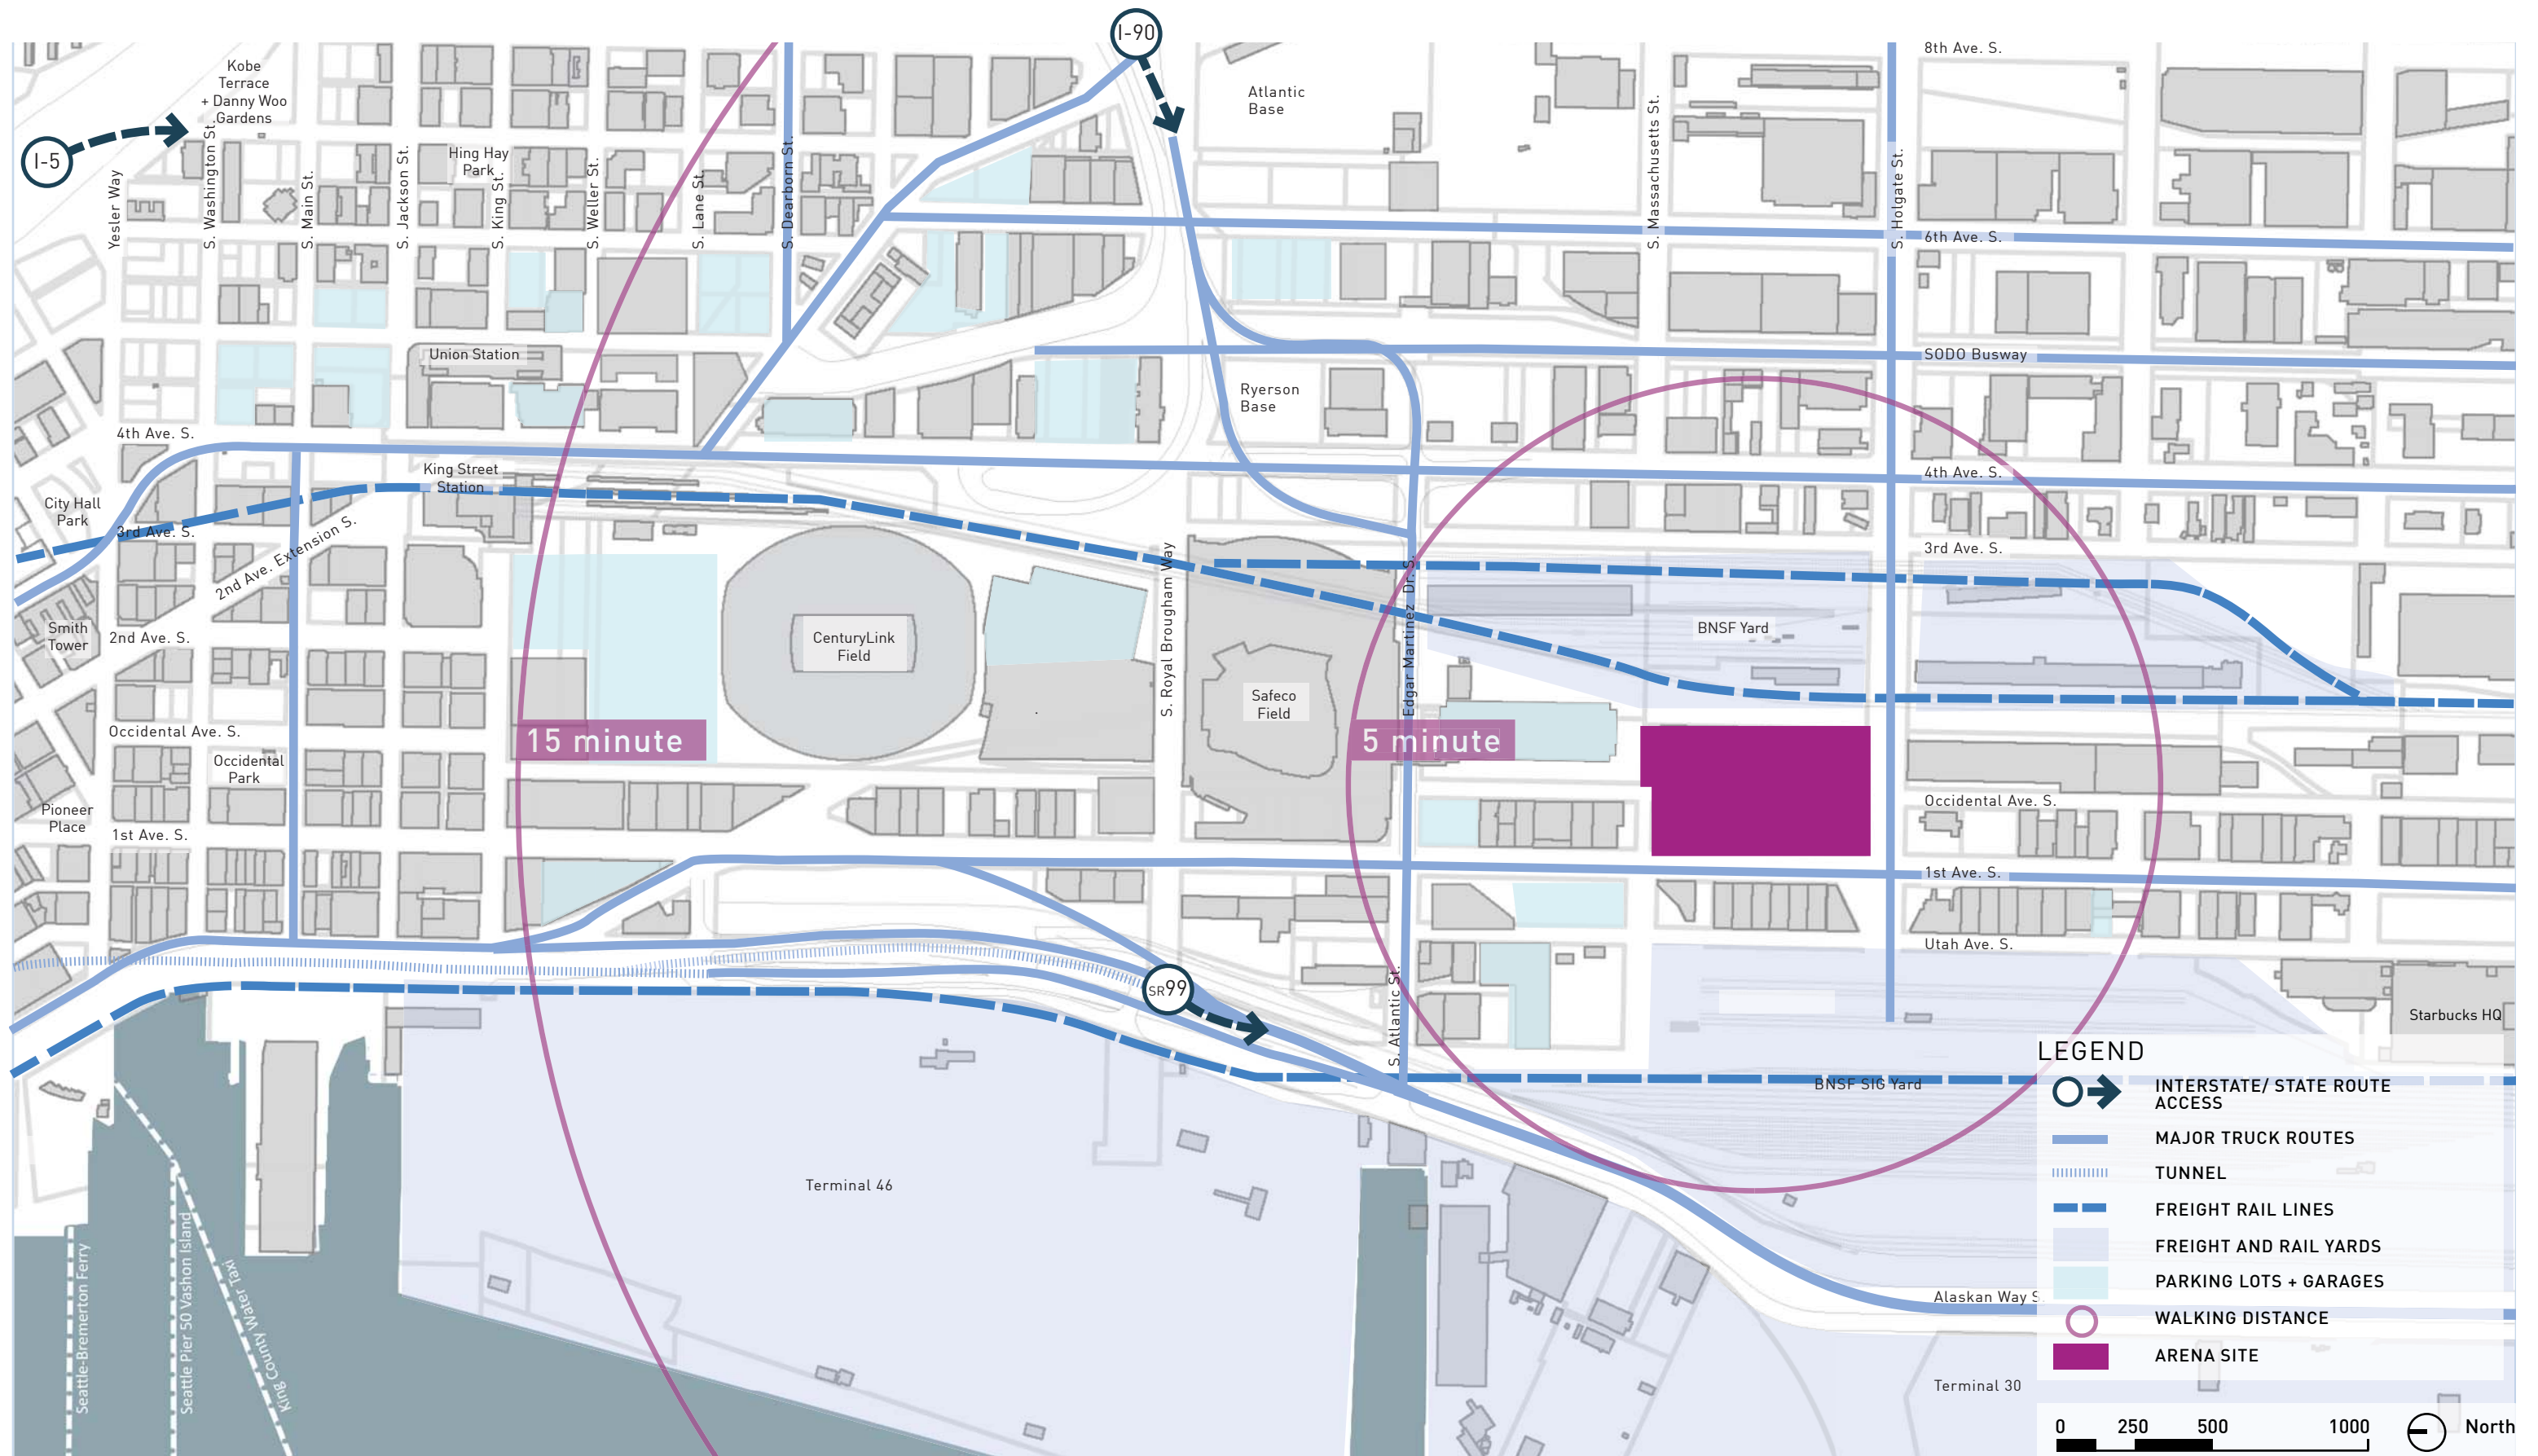 I-90
8th Ave. S.
Kobe
Terrace
+ Danny Woo
Gardens
I-5
Atlantic
Base
Hing Hay
Park
Yesler Way
S. Washington St.
S. Main St.
S. Jackson St.
S. King St.
S. Weller St.
S. Lane St.
S. Dearborn St.
S. Massachusetts St.
S. Holgate St.
6th Ave. S.
Union Station
SODO Busway
Ryerson
Base
4th Ave. S.
King Street
Station
4th Ave. S.
City Hall
Park
3rd Ave. S.
2nd Ave. Extension S.
3rd Ave. S.
S. Royal Brougham Way
Edgar Martinez Dr. S.
Smith
Tower
2nd Ave. S.
CenturyLink
Field
BNSF Yard
Safeco
Field
Occidental Ave. S.
15 minute
5 minute
Occidental
Park
Pioneer
Place
Occidental Ave. S.
1st Ave. S.
1st Ave. S.
Utah Ave. S.
SR99
S. Atlantic St.
Starbucks HQ
BNSF SIG Yard
Terminal 46
Seattle-Bremerton Ferry
Seattle Pier 50 Vashon Island
King County Water Taxi
Alaskan Way S.
Terminal 30
LEGEND
INTERSTATE/ STATE ROUTE
ACCESS
MAJOR TRUCK ROUTES
TUNNEL
FREIGHT RAIL LINES
FREIGHT AND RAIL YARDS
PARKING LOTS + GARAGES
WALKING DISTANCE
ARENA SITE
0 250 500 1000
North